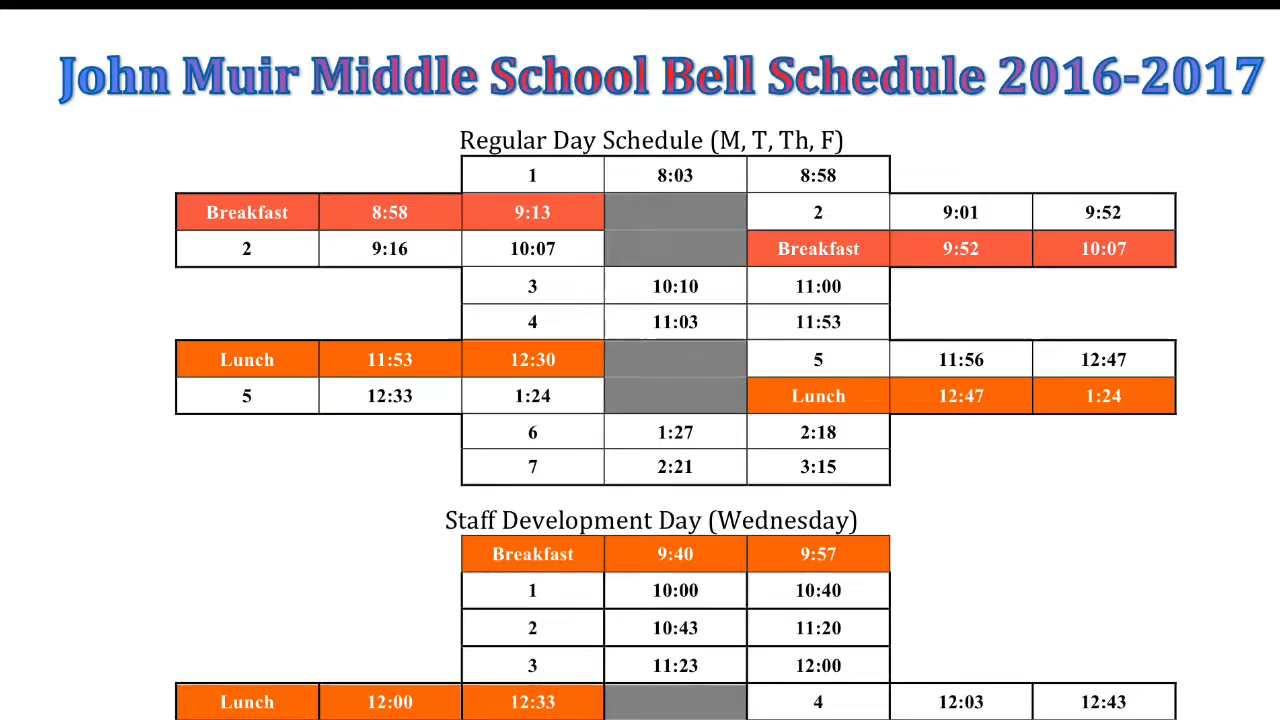 John Muir Middle School Bell Schedule 2016-2017
Regular Day Schedule (M, T, Th, F)
1 8:03 8:58
Breakfast 8:58 9:13 2 9:01 9:52
2 9:16 10:07 Breakfast 9:52 10:07
3 10:10 11:00
4 11:03 11:53
Lunch 11:53 12:30 5 11:56 12:47
5 12:33 1:24 Lunch 12:47 1:24
6 1:27 2:18
7 2:21 3:15
Staff Development Day (Wednesday)
Breakfast 9:40 9:57
1 10:00 10:40
2 10:43 11:20
3 11:23 12:00
Lunch 12:00 12:33 4 12:03 12:43